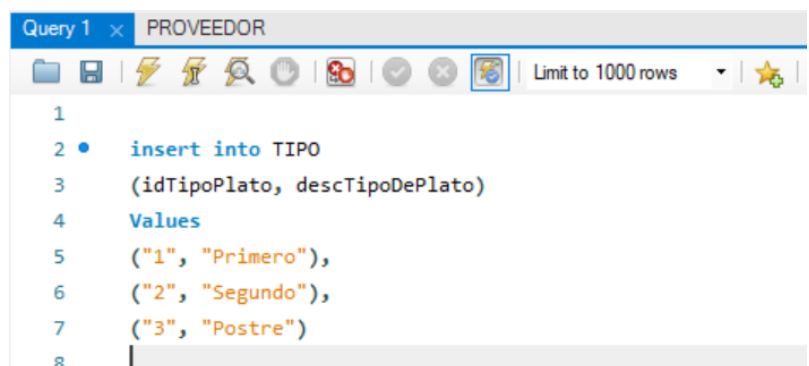 Query 1 × PROVEEDOR
Limit to 1000 rows
1
2 insert into TIPO
3 (idTipoPlato, descTipoDePlato)
4 Values
5 ("1", "Primero"),
6 ("2", "Segundo"),
7 ("3", "Postre")
8